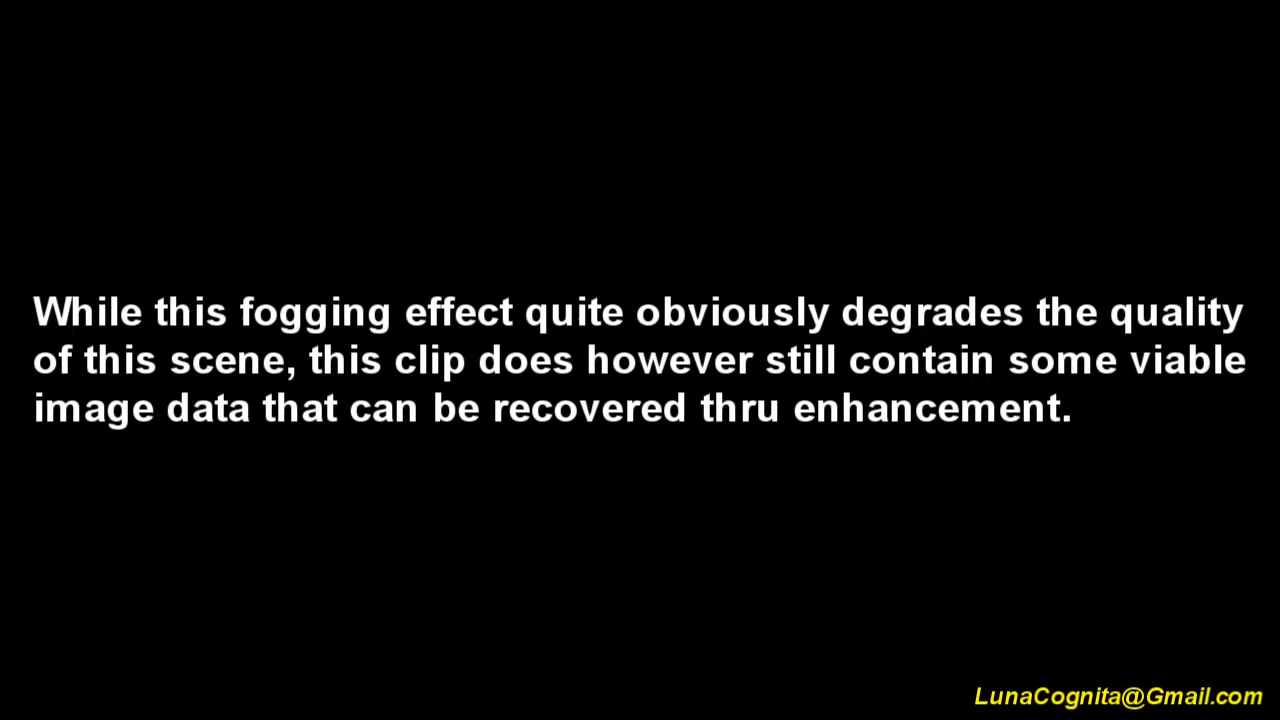 While this fogging effect quite obviously degrades the quality
of this scene, this clip does however still contain some viable
image data that can be recovered thru enhancement.
LunaCognita@Gmail.com